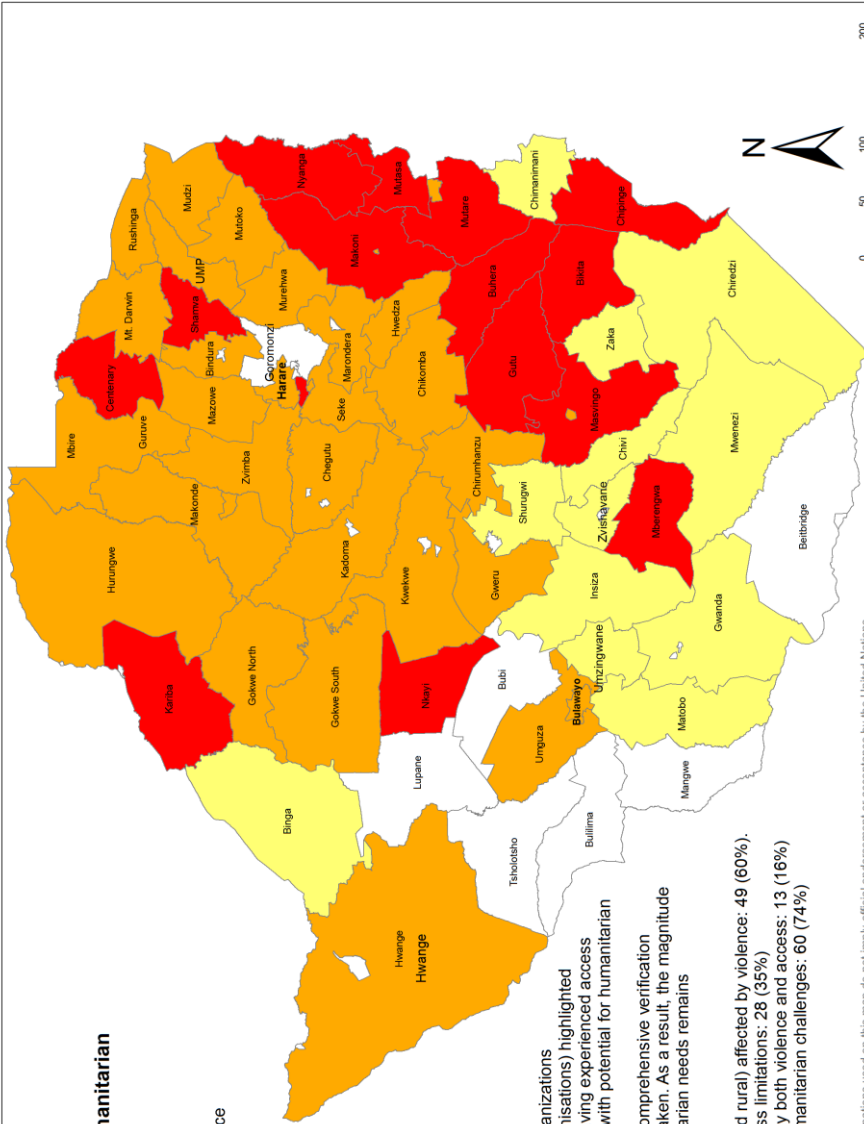 manitarian
ce
anizations
nisations) highlighted
ving experienced access
with potential for humanitarian
omprehensive verification
aken. As a result, the magnitude
arian needs remains
d rural) affected by violence: 49 (60%).
ss limitations: 28 (35%)
y both violence and access: 13 (16%)
manitarian challenges: 60 (74%)
Hurungwe
Mbire
Centenary
Mt. Darwin
Rushinga
Mudzi
Guruve
Shamva
UMP
Mutoko
Makonde
Mazowe
Bindura
Kariba
Zvimba
Goromonzi
Harare
Murehwa
Nyanga
Gokwe North
Chegutu
Seke
Marondera
Makoni
Mutasa
Binga
Gokwe South
Kadoma
Hwedza
Chikomba
Mutare
Kwekwe
Chirumhanzu
Buhera
Nkayi
Gweru
Gutu
Chimanimani
Lupane
Bubi
Shurugwi
Bikita
Chipinge
Hwange
Hwange
Umguza
Bulawayo
Insiza
Zvishavane
Masvingo
Zaka
Tsholotsho
Umzingwane
Mberengwa
Chivi
Chiredzi
Bulilima
Matobo
Gwanda
Mwenezi
Mangwe
Beitbridge
N
0 50 100 200